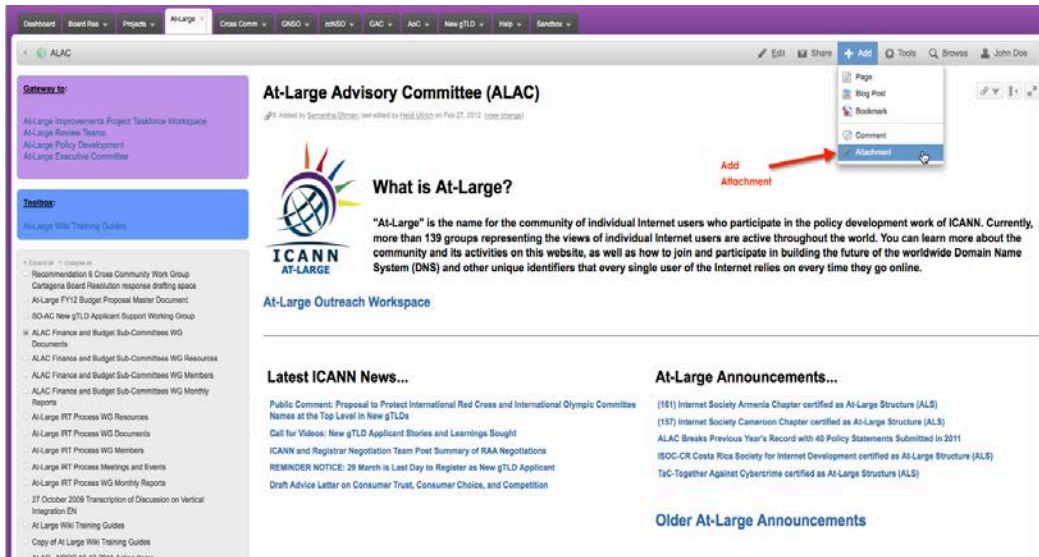 Dashboard Board Res Projects At-Large Cross Comm GNSO ccNSO GAC AoC New gTLD Help Sandbox
ALAC
Edit Share Add Tools Browse John Doe
Page
Blog Post
Bookmark
Comment
Attachment
Add
Attachment
Gateway to:
At-Large Improvements Project Taskforce Workspace
At-Large Review Teams
At-Large Policy Development
At-Large Executive Committee
Toolbox:
At-Large Wiki Training Guides
Expand all Collapse all
Recommendation 6 Cross Community Work Group
Cartagena Board Resolution response drafting space
At-Large FY12 Budget Proposal Master Document
SO-AC New gTLD Applicant Support Working Group
ALAC Finance and Budget Sub-Committees WG
Documents
ALAC Finance and Budget Sub-Committees WG Resources
ALAC Finance and Budget Sub-Committees WG Members
ALAC Finance and Budget Sub-Committees WG Monthly
Reports
At-Large IRT Process WG Resources
At-Large IRT Process WG Documents
At-Large IRT Process WG Members
At-Large IRT Process Meetings and Events
At-Large IRT Process WG Monthly Reports
27 October 2009 Transcription of Discussion on Vertical
Integration EN
At Large Wiki Training Guides
Copy of At Large Wiki Training Guides
At-Large Advisory Committee (ALAC)
Added by Samantha Ditman, last edited by Heidi Ullrich on Feb 27, 2012 (view change)
ICANN
AT-LARGE
What is At-Large?
"At-Large" is the name for the community of individual Internet users who participate in the policy development work of ICANN. Currently,
more than 139 groups representing the views of individual Internet users are active throughout the world. You can learn more about the
community and its activities on this website, as well as how to join and participate in building the future of the worldwide Domain Name
System (DNS) and other unique identifiers that every single user of the Internet relies on every time they go online.
At-Large Outreach Workspace
Latest ICANN News...
Public Comment: Proposal to Protect International Red Cross and International Olympic Committee
Names at the Top Level in New gTLDs
Call for Videos: New gTLD Applicant Stories and Learnings Sought
ICANN and Registrar Negotiation Team Post Summary of RAA Negotiations
REMINDER NOTICE: 29 March is Last Day to Register as New gTLD Applicant
Draft Advice Letter on Consumer Trust, Consumer Choice, and Competition
At-Large Announcements...
(161) Internet Society Armenia Chapter certified as At-Large Structure (ALS)
(157) Internet Society Cameroon Chapter certified as At-Large Structure (ALS)
ALAC Breaks Previous Year's Record with 40 Policy Statements Submitted in 2011
ISOC-CR Costa Rica Society for Internet Development certified as At-Large Structure (ALS)
TaC-Together Against Cybercrime certified as At-Large Structure (ALS)
Older At-Large Announcements